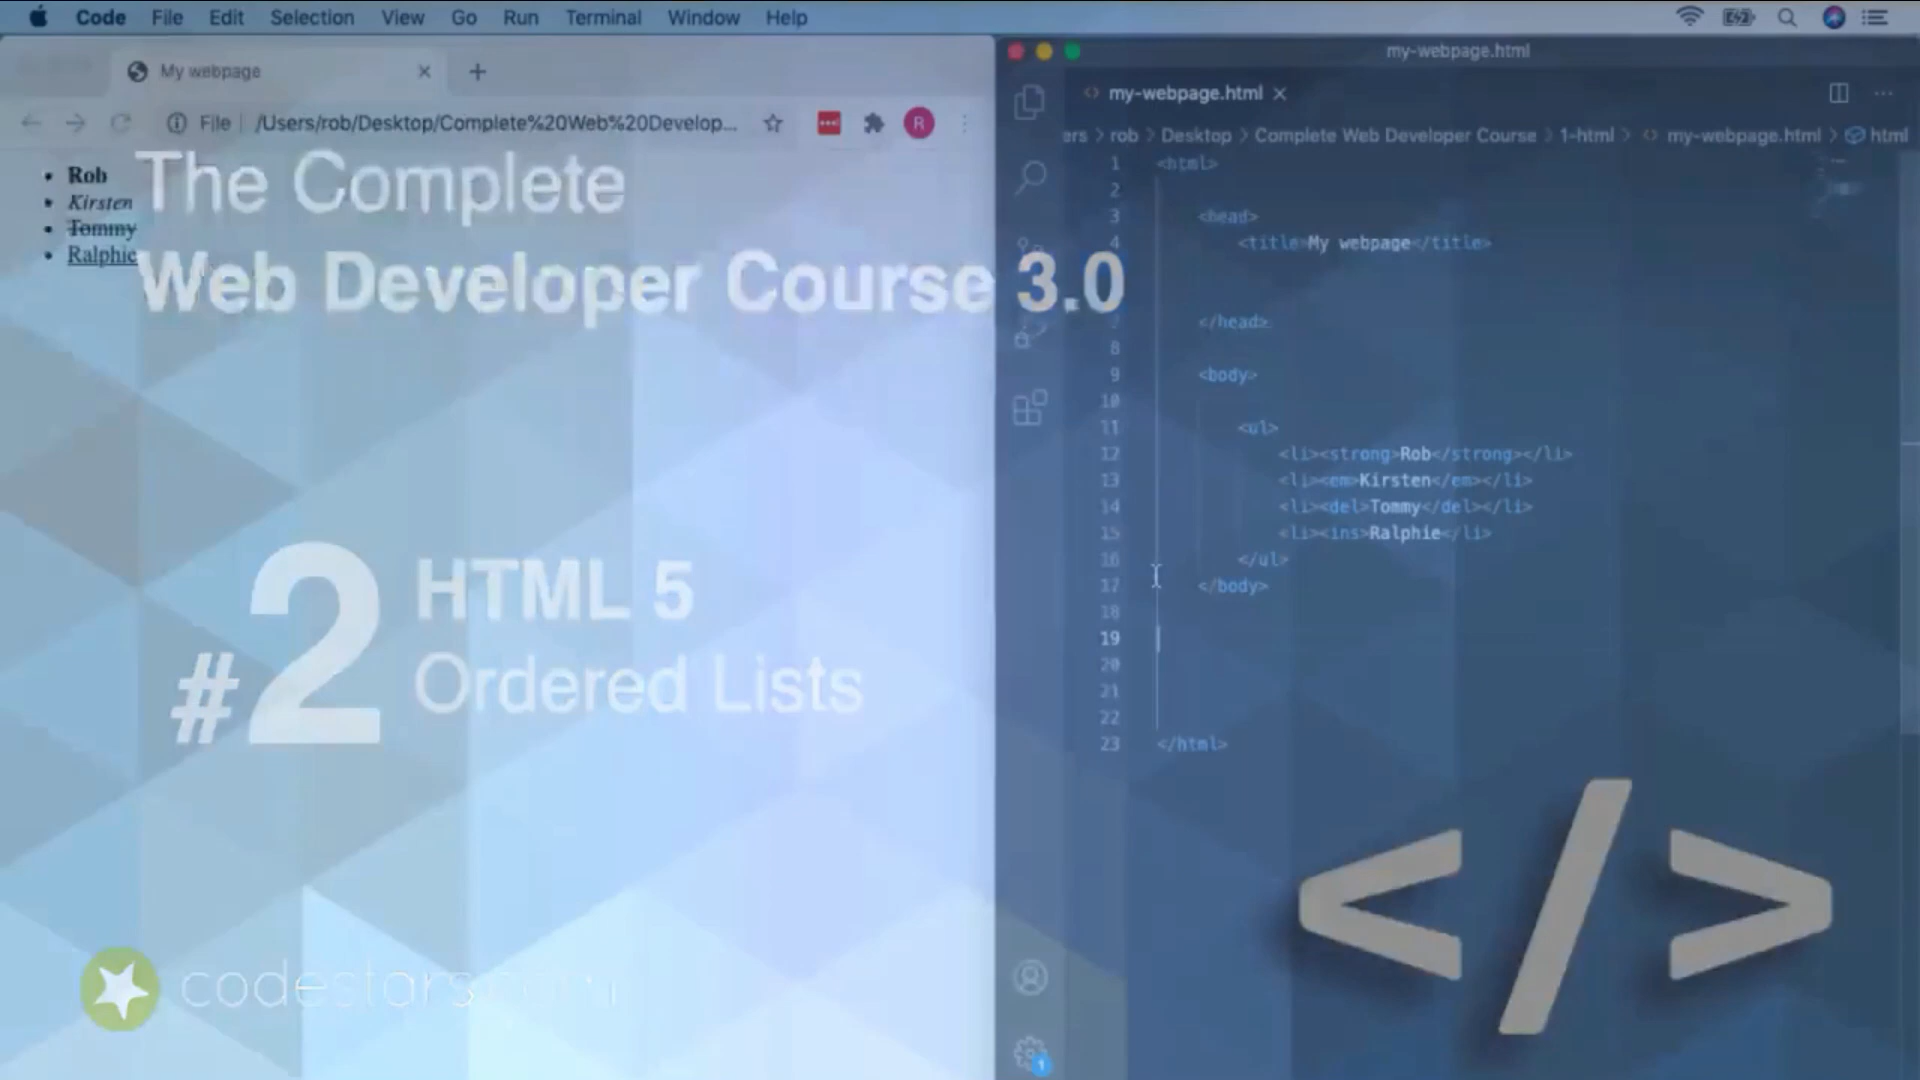 Code File Edit Selection View Go Run Terminal Window Help
My webpage
File /Users/rob/Desktop/Complete%20Web%20Develop...
R
Rob
Kirsten
Tommy
Ralphie
The Complete
Web Developer Course 3.0
#2 HTML 5
Ordered Lists
my-webpage.html
my-webpage.html
ers > rob > Desktop > Complete Web Developer Course > 1-html > my-webpage.html > html
1 <html>
2
3 <head>
4 <title>My webpage</title>
</head>
8
9 <body>
10
11 <ul>
12 <li><strong>Rob</strong></li>
13 <li><em>Kirsten</em></li>
14 <li><del>Tommy</del></li>
15 <li><ins>Ralphie</li>
16 </ul>
17 </body>
18
19
20
21
22
23 </html>
</>
codestars.com
1